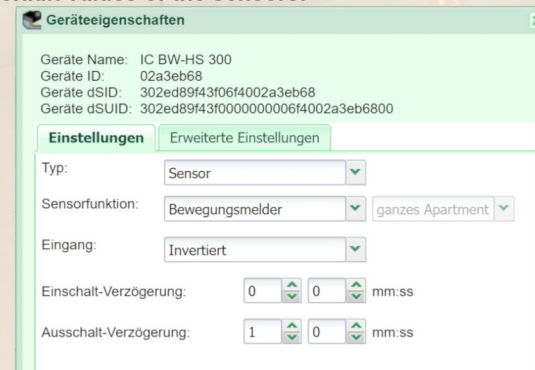 Geräteeigenschaften
Geräte Name: IC BW-HS 300
Geräte ID: 02a3eb68
Geräte dSID: 302ed89f43f06f4002a3eb68
Geräte dSUID: 302ed89f43f0000000006f4002a3eb6800
Einstellungen Erweiterte Einstellungen
Typ: Sensor
Sensorfunktion: Bewegungsmelder ganzes Apartment
Eingang: Invertiert
Einschalt-Verzögerung: 0 0 mm:ss
Ausschalt-Verzögerung: 1 0 mm:ss